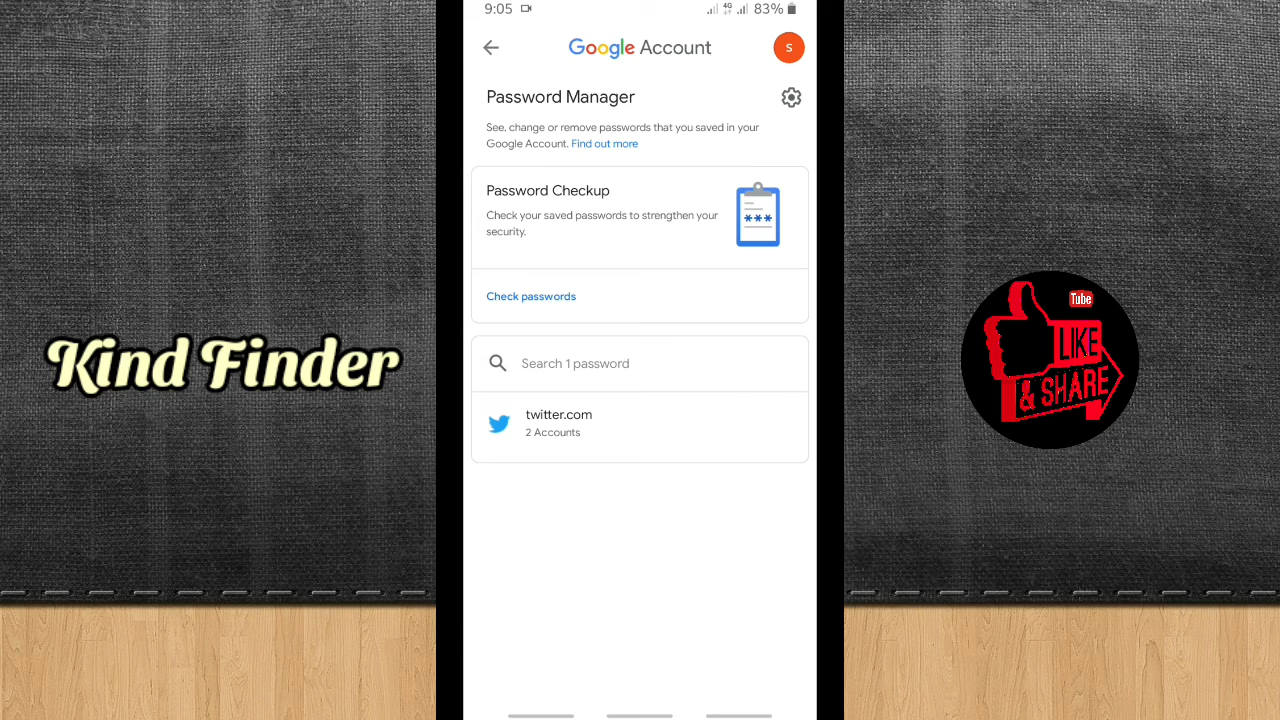 9:05
4G
83%
Google Account
S
Password Manager
See, change or remove passwords that you saved in your
Google Account. Find out more
Password Checkup
Check your saved passwords to strengthen your
security.
***
Check passwords
Search 1 password
twitter.com
2 Accounts
Kind Finder
Tube
LIKE
& SHARE